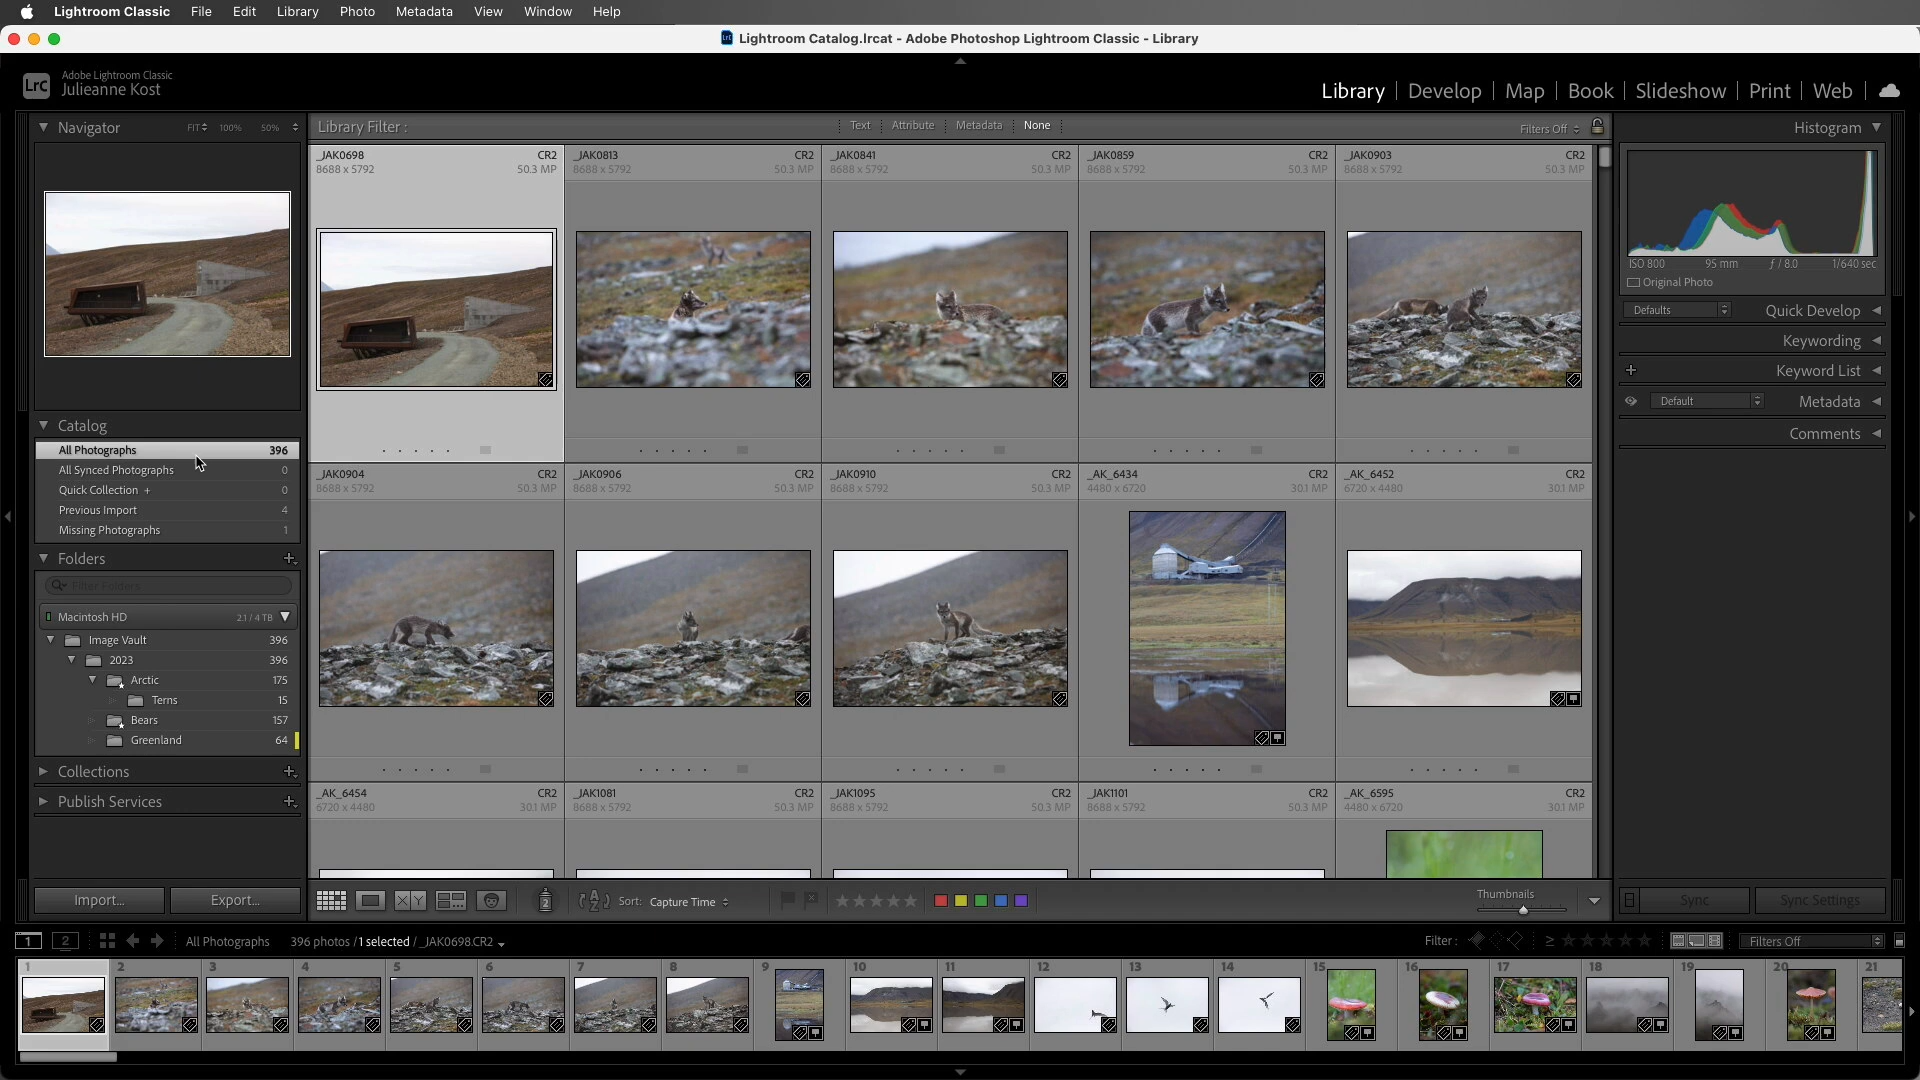 Lightroom Classic File Edit Library Photo Metadata View Window Help
Lightroom Catalog.lrcat - Adobe Photoshop Lightroom Classic - Library
LrC
Adobe Lightroom Classic
Julieanne Kost
Library Develop Map Book Slideshow Print Web
Navigator FIT 100% 50%
Catalog
All Photographs 396
All Synced Photographs 0
Quick Collection + 0
Previous Import 4
Missing Photographs 1
Folders
Filter Folders
Macintosh HD 2.1 / 4 TB
Image Vault 396
2023 396
Arctic 175
Terns 15
Bears 157
Greenland 64
Collections
Publish Services
Import... Export...
Library Filter : Text Attribute Metadata None Filters Off
_JAK0698 CR2 _JAK0813 CR2 _JAK0841 CR2 _JAK0859 CR2 _JAK0903 CR2
8688 x 5792 50.3 MP 8688 x 5792 50.3 MP 8688 x 5792 50.3 MP 8688 x 5792 50.3 MP 8688 x 5792 50.3 MP
_JAK0904 CR2 _JAK0906 CR2 _JAK0910 CR2 _AK_6434 CR2 _AK_6452 CR2
8688 x 5792 50.3 MP 8688 x 5792 50.3 MP 8688 x 5792 50.3 MP 4480 x 6720 30.1 MP 6720 x 4480 30.1 MP
_AK_6454 CR2 _JAK1081 CR2 _JAK1095 CR2 _JAK1101 CR2 _AK_6595 CR2
6720 x 4480 30.1 MP 8688 x 5792 50.3 MP 8688 x 5792 50.3 MP 8688 x 5792 50.3 MP 4480 x 6720 30.1 MP
XY 2 A Z Sort: Capture Time Thumbnails
Histogram
ISO 800 95 mm ƒ / 8.0 1/640 sec
Original Photo
Defaults Quick Develop
Keywording
+ Keyword List
Default Metadata
Comments
Sync Sync Settings
1 2 All Photographs 396 photos / 1 selected / _JAK0698.CR2 Filter : ≥ Filters Off
1 2 3 4 5 6 7 8 9 10 11 12 13 14 15 16 17 18 19 20 21